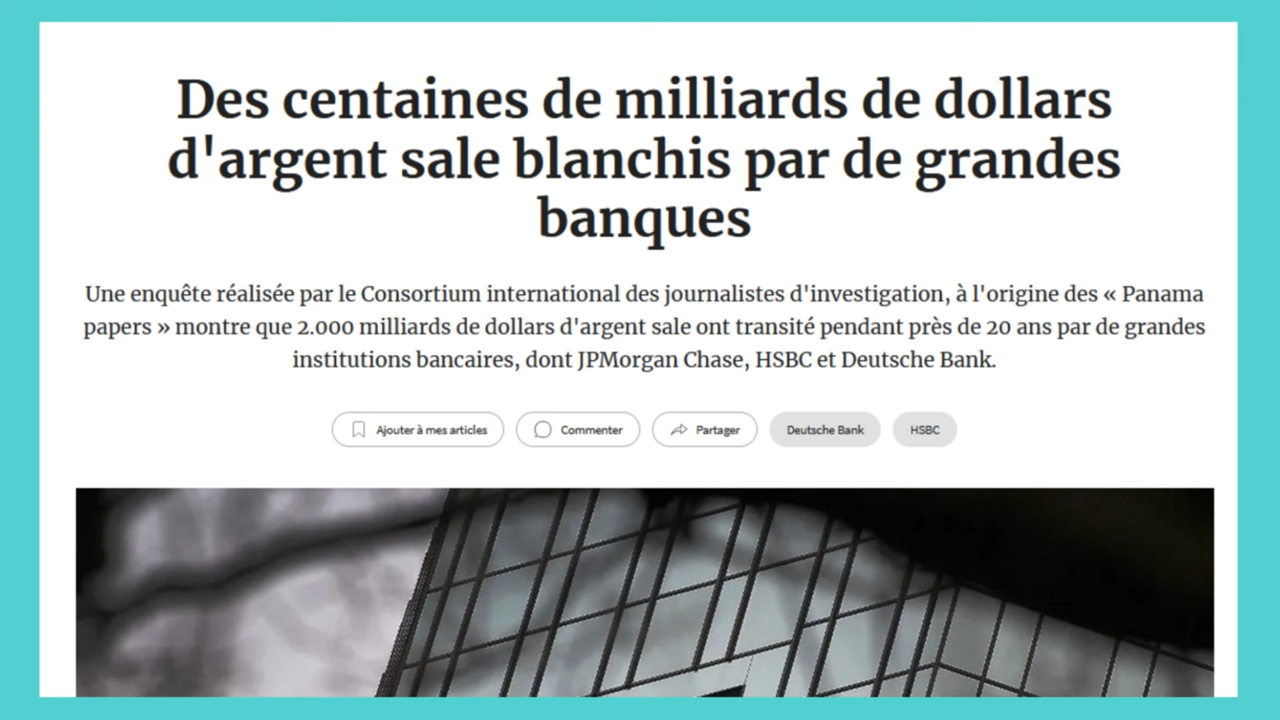 Des centaines de milliards de dollars
d'argent sale blanchis par de grandes
banques
Une enquête réalisée par le Consortium international des journalistes d'investigation, à l'origine des « Panama
papers » montre que 2.000 milliards de dollars d'argent sale ont transité pendant près de 20 ans par de grandes
institutions bancaires, dont JPMorgan Chase, HSBC et Deutsche Bank.
Ajouter à mes articles
Commenter
Partager
Deutsche Bank
HSBC